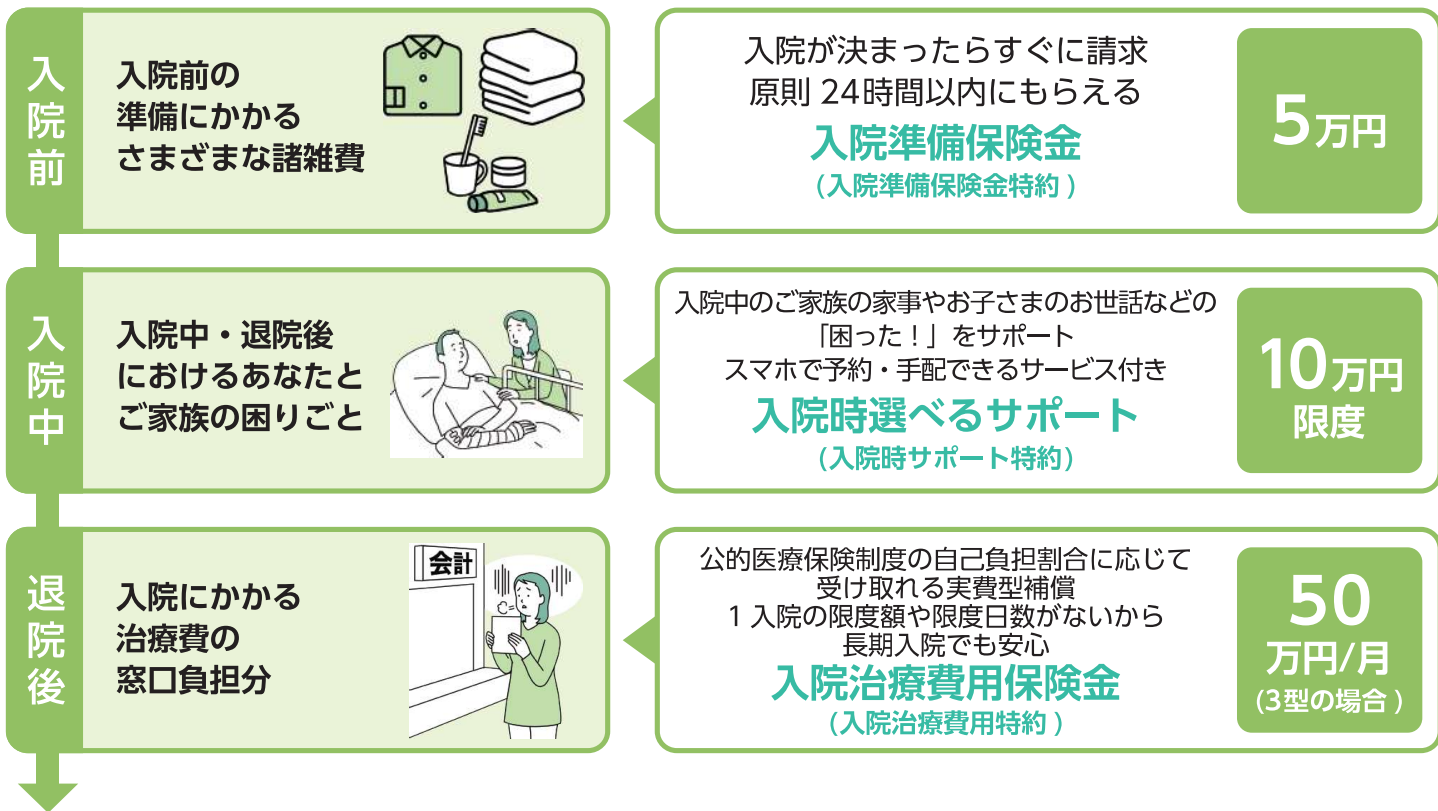 入院前
入院前の
準備にかかる
さまざまな諸雑費
入院が決まったらすぐに請求
原則 24時間以内にもらえる
入院準備保険金
(入院準備保険金特約)
5万円
入院中
入院中・退院後
におけるあなたと
ご家族の困りごと
入院中のご家族の家事やお子さまのお世話などの
「困った!」をサポート
スマホで予約・手配できるサービス付き
入院時選べるサポート
(入院時サポート特約)
10万円
限度
退院後
入院にかかる
治療費の
窓口負担分
会計
公的医療保険制度の自己負担割合に応じて
受け取れる実費型補償
1入院の限度額や限度日数がないから
長期入院でも安心
入院治療費用保険金
(入院治療費用特約)
50
万円/月
(3型の場合)